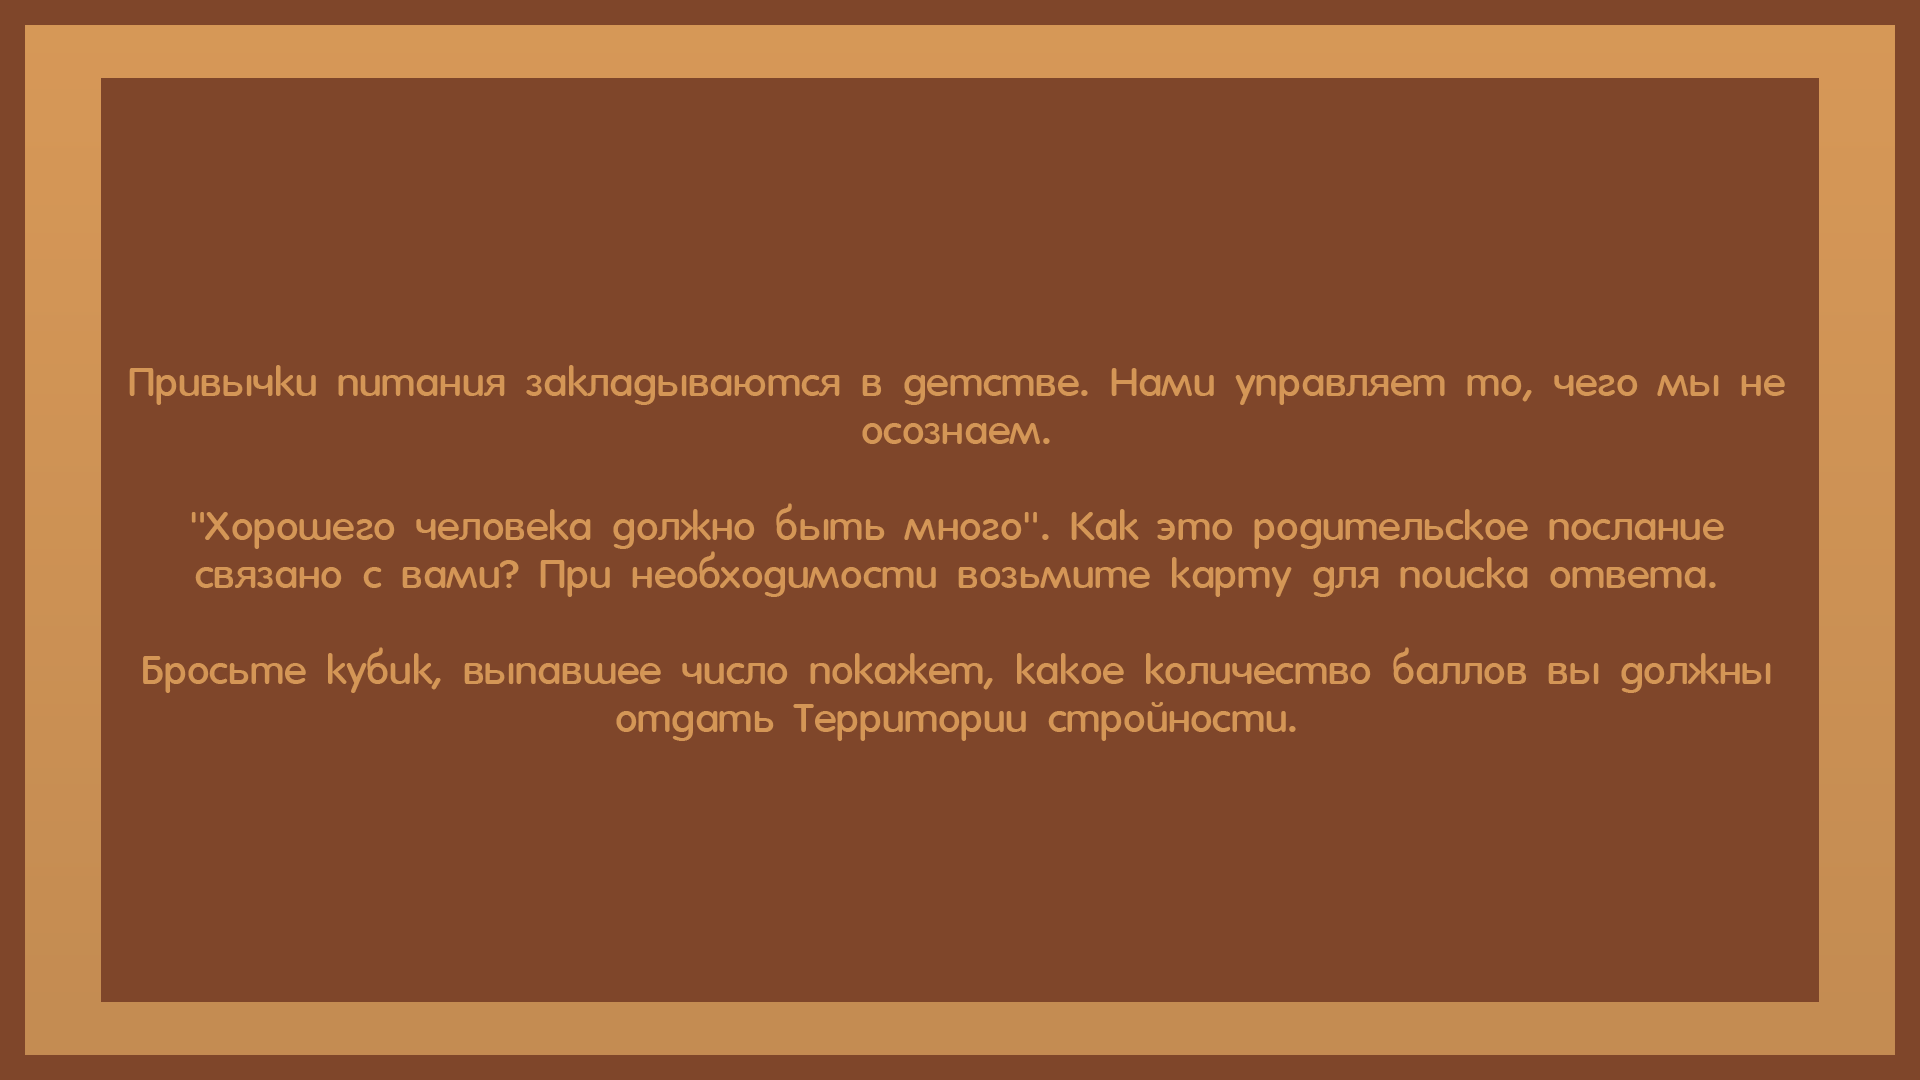 Привычки питания закладываются в детстве. Нами управляет то, чего мы не
осознаем.
"Хорошего человека должно быть много". Как это родительское послание
связано с вами? При необходимости возьмите карту для поиска ответа.
Бросьте кубик, выпавшее число покажет, какое количество баллов вы должны
отдать Территории стройности.